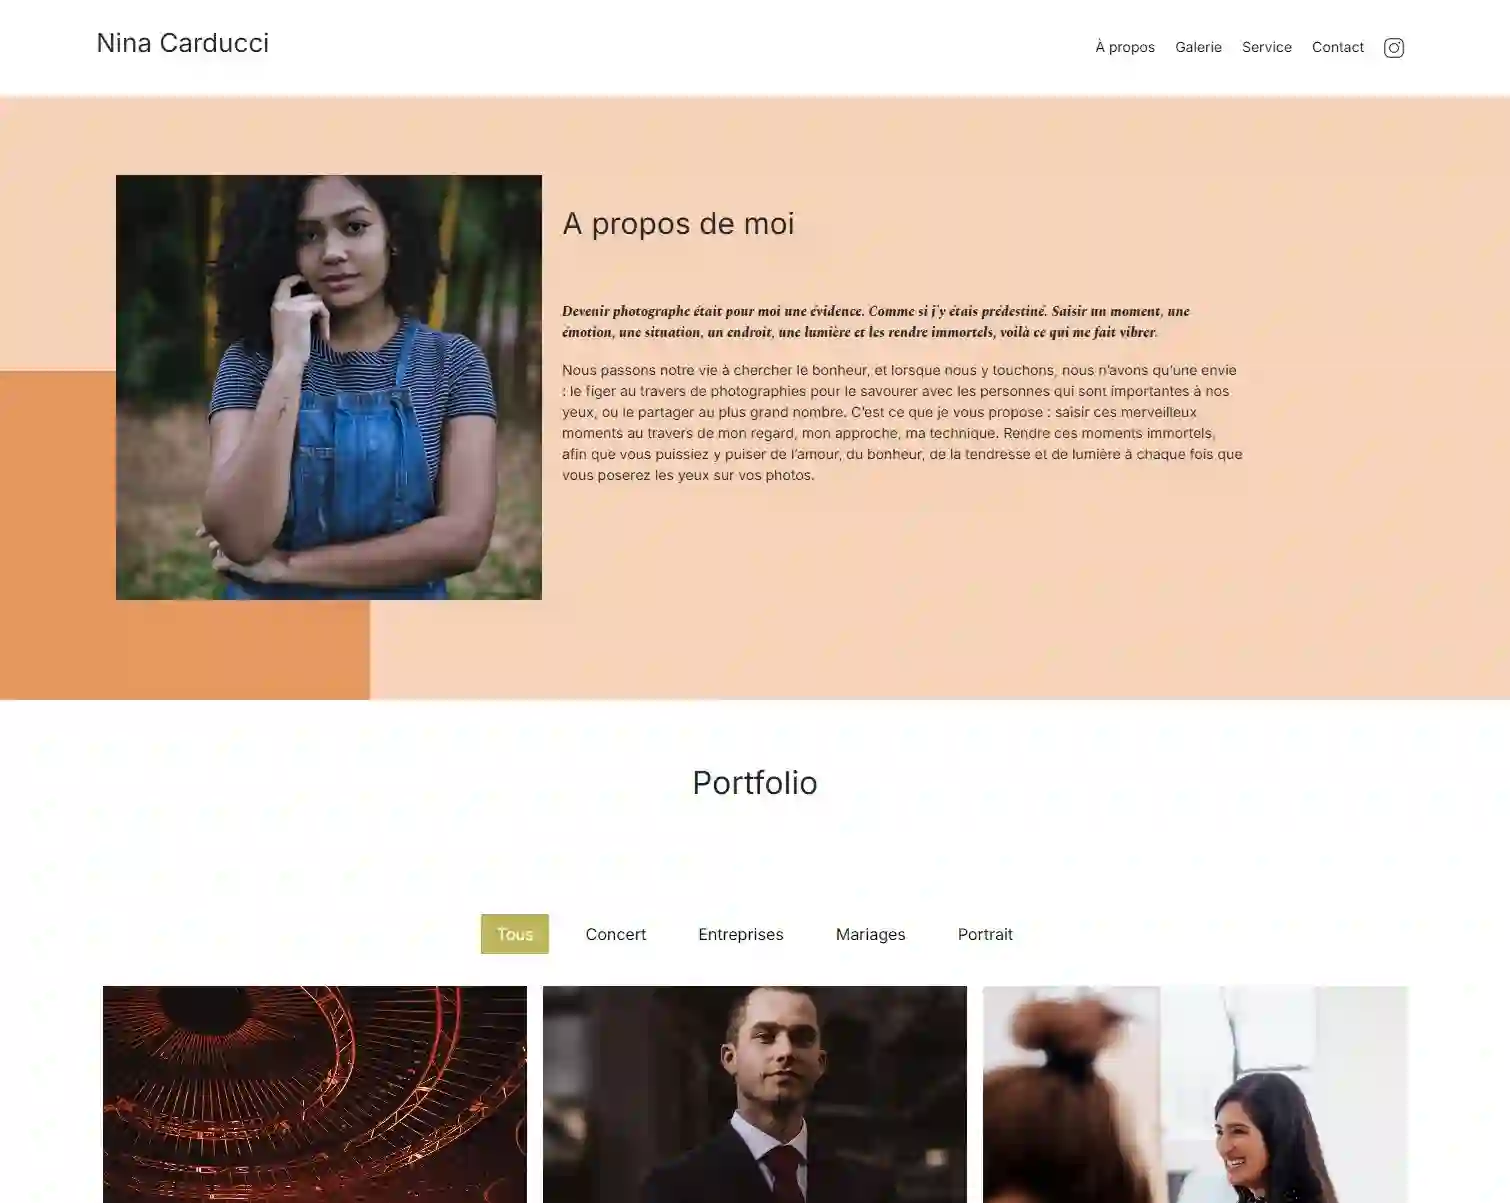 Nina Carducci
À propos Galerie Service Contact
A propos de moi
Devenir photographe était pour moi une évidence. Comme si j'y étais prédestiné. Saisir un moment, une
émotion, une situation, un endroit, une lumière et les rendre immortels, voilà ce qui me fait vibrer.
Nous passons notre vie à chercher le bonheur, et lorsque nous y touchons, nous n'avons qu'une envie
: le figer au travers de photographies pour le savourer avec les personnes qui sont importantes à nos
yeux, ou le partager au plus grand nombre. C'est ce que je vous propose : saisir ces merveilleux
moments au travers de mon regard, mon approche, ma technique. Rendre ces moments immortels,
afin que vous puissiez y puiser de l'amour, du bonheur, de la tendresse et de lumière à chaque fois que
vous poserez les yeux sur vos photos.
Portfolio
Tous Concert Entreprises Mariages Portrait